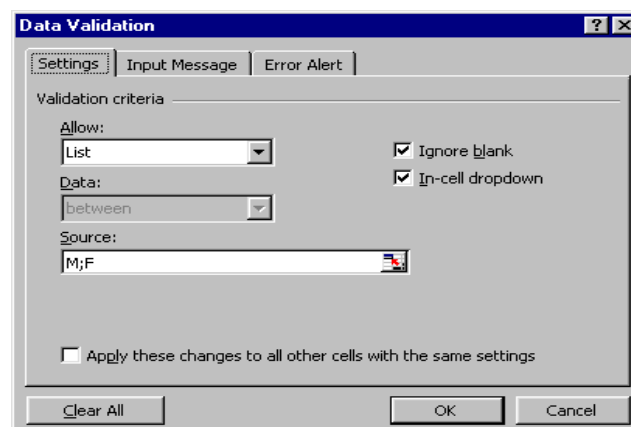 Data Validation
Settings Input Message Error Alert
Validation criteria
Allow:
List
Ignore blank
Data:
In-cell dropdown
between
Source:
M;F
Apply these changes to all other cells with the same settings
Clear All OK Cancel